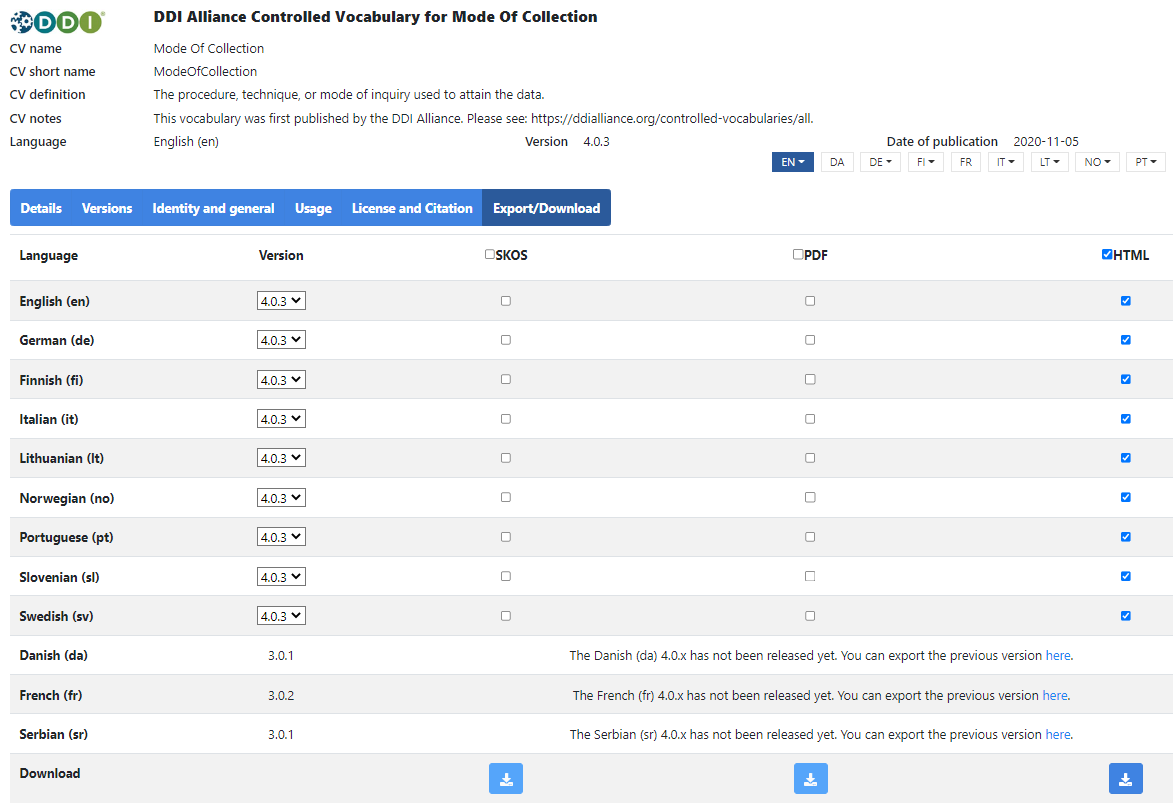 DDI®
DDI Alliance Controlled Vocabulary for Mode Of Collection
CV name Mode Of Collection
CV short name ModeOfCollection
CV definition The procedure, technique, or mode of inquiry used to attain the data.
CV notes This vocabulary was first published by the DDI Alliance. Please see: https://ddialliance.org/controlled-vocabularies/all.
Language English (en) Version 4.0.3 Date of publication 2020-11-05
EN DA DE FI FR IT LT NO PT
Details Versions Identity and general Usage License and Citation Export/Download
Language Version SKOS PDF HTML
English (en) 4.0.3
German (de) 4.0.3
Finnish (fi) 4.0.3
Italian (it) 4.0.3
Lithuanian (lt) 4.0.3
Norwegian (no) 4.0.3
Portuguese (pt) 4.0.3
Slovenian (sl) 4.0.3
Swedish (sv) 4.0.3
Danish (da) 3.0.1 The Danish (da) 4.0.x has not been released yet. You can export the previous version here.
French (fr) 3.0.2 The French (fr) 4.0.x has not been released yet. You can export the previous version here.
Serbian (sr) 3.0.1 The Serbian (sr) 4.0.x has not been released yet. You can export the previous version here.
Download